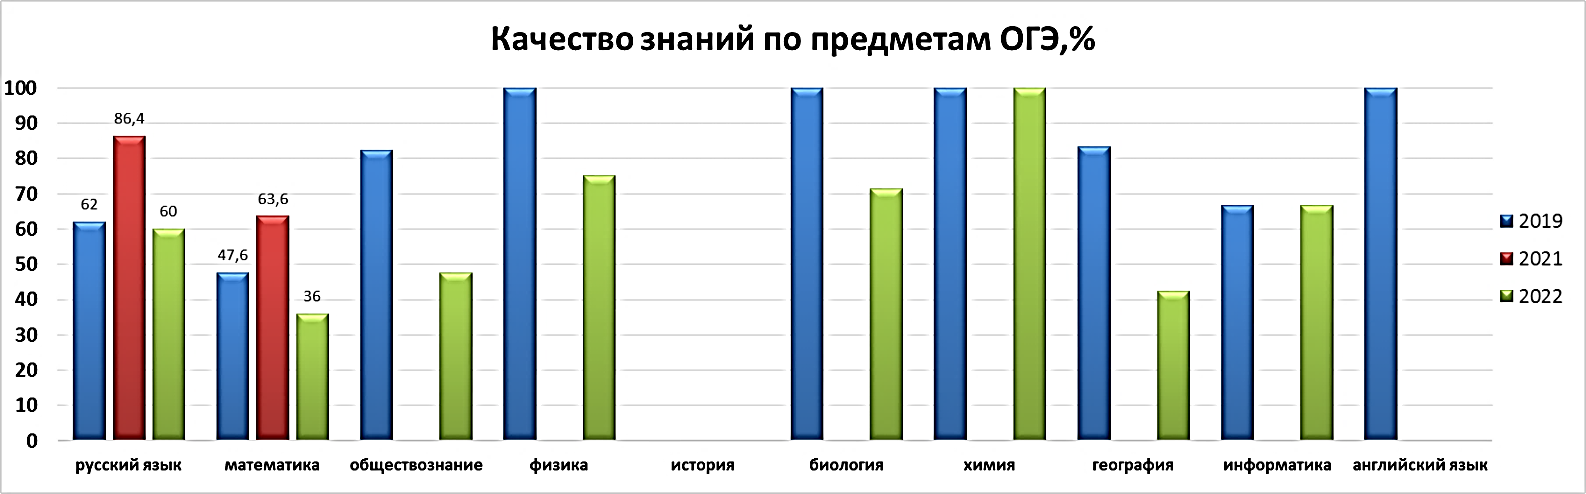 Качество знаний по предметам ОГЭ,%
100
90
80
70
60
50
40
30
20
10
0
62
86,4
60
47,6
63,6
36
русский язык
математика
обществознание
физика
история
биология
химия
география
информатика
английский язык
2019
2021
2022